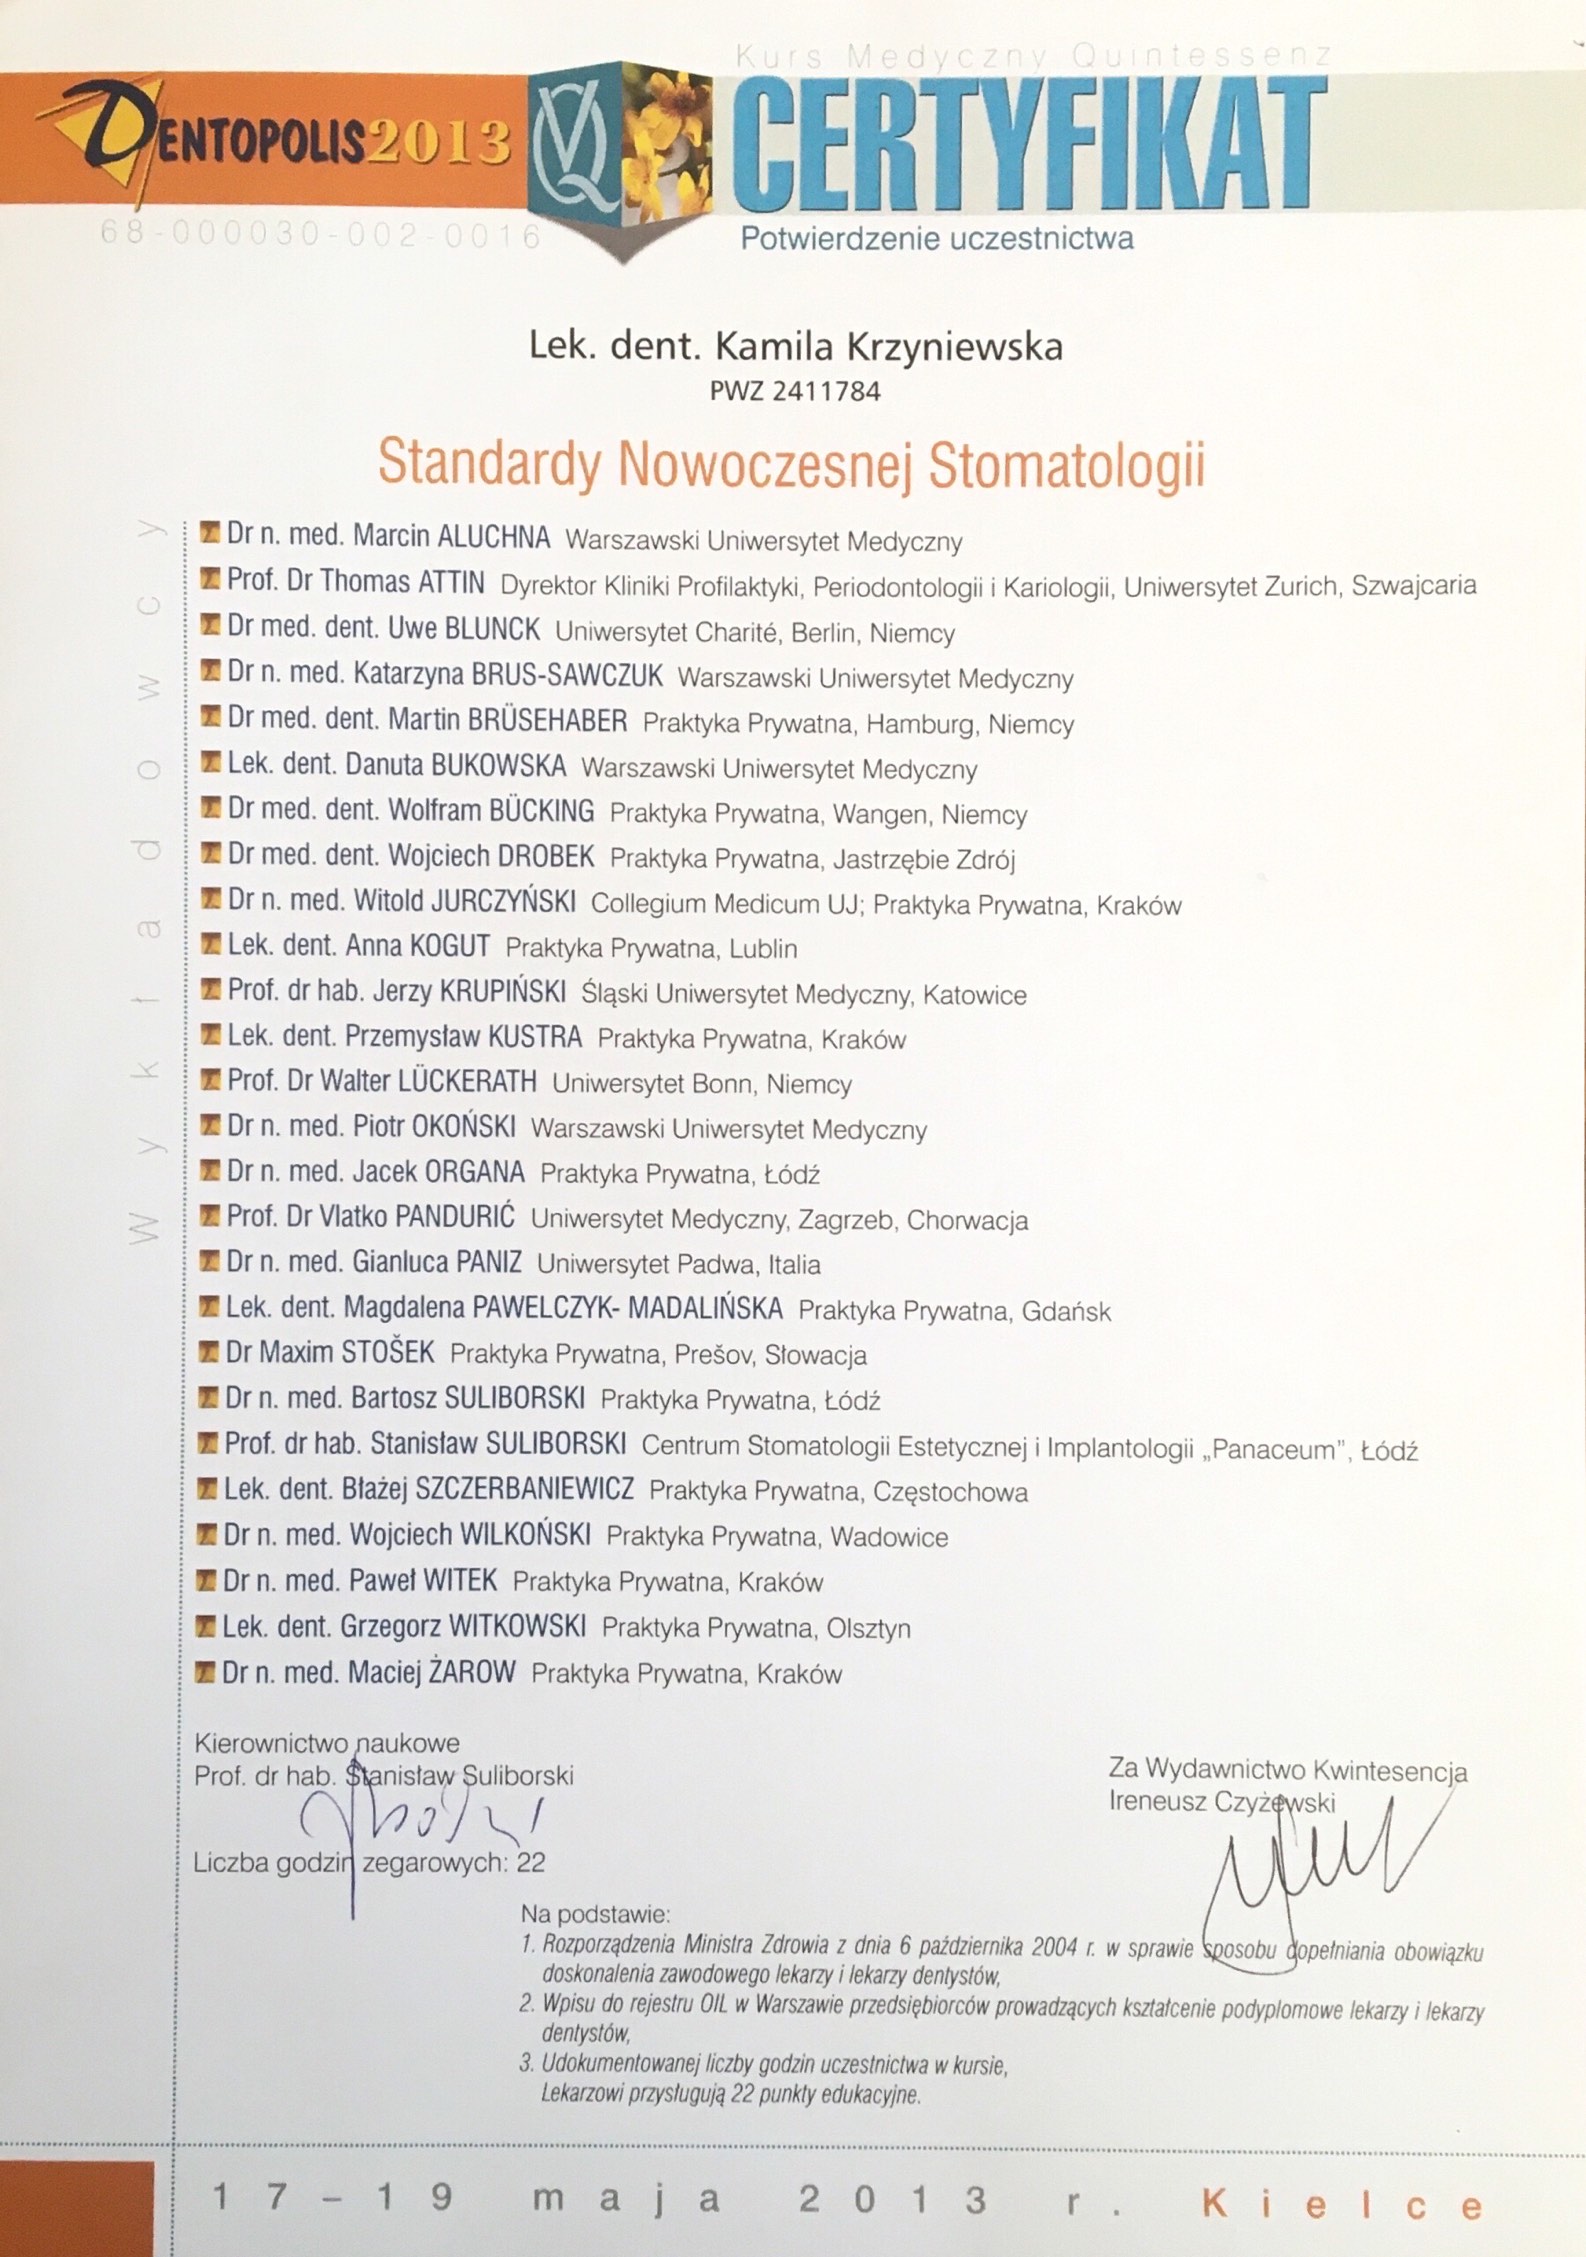 Kurs Medyczny Quintessenz
DENTOPOLIS 2013
VQ
CERTYFIKAT
68-000030-002-0016
Potwierdzenie uczestnictwa
Lek. dent. Kamila Krzyniewska
PWZ 2411784
Standardy Nowoczesnej Stomatologii
Wykładowcy
Dr n. med. Marcin ALUCHNA Warszawski Uniwersytet Medyczny
Prof. Dr Thomas ATTIN Dyrektor Kliniki Profilaktyki, Periodontologii i Kariologii, Uniwersytet Zurich, Szwajcaria
Dr med. dent. Uwe BLUNCK Uniwersytet Charité, Berlin, Niemcy
Dr n. med. Katarzyna BRUS-SAWCZUK Warszawski Uniwersytet Medyczny
Dr med. dent. Martin BRÜSEHABER Praktyka Prywatna, Hamburg, Niemcy
Lek. dent. Danuta BUKOWSKA Warszawski Uniwersytet Medyczny
Dr med. dent. Wolfram BÜCKING Praktyka Prywatna, Wangen, Niemcy
Dr med. dent. Wojciech DROBEK Praktyka Prywatna, Jastrzębie Zdrój
Dr n. med. Witold JURCZYŃSKI Collegium Medicum UJ; Praktyka Prywatna, Kraków
Lek. dent. Anna KOGUT Praktyka Prywatna, Lublin
Prof. dr hab. Jerzy KRUPIŃSKI Śląski Uniwersytet Medyczny, Katowice
Lek. dent. Przemysław KUSTRA Praktyka Prywatna, Kraków
Prof. Dr Walter LÜCKERATH Uniwersytet Bonn, Niemcy
Dr n. med. Piotr OKOŃSKI Warszawski Uniwersytet Medyczny
Dr n. med. Jacek ORGANA Praktyka Prywatna, Łódź
Prof. Dr Vlatko PANDURIĆ Uniwersytet Medyczny, Zagrzeb, Chorwacja
Dr n. med. Gianluca PANIZ Uniwersytet Padwa, Italia
Lek. dent. Magdalena PAWELCZYK- MADALIŃSKA Praktyka Prywatna, Gdańsk
Dr Maxim STOŠEK Praktyka Prywatna, Prešov, Słowacja
Dr n. med. Bartosz SULIBORSKI Praktyka Prywatna, Łódź
Prof. dr hab. Stanisław SULIBORSKI Centrum Stomatologii Estetycznej i Implantologii „Panaceum”, Łódź
Lek. dent. Błażej SZCZERBANIEWICZ Praktyka Prywatna, Częstochowa
Dr n. med. Wojciech WILKOŃSKI Praktyka Prywatna, Wadowice
Dr n. med. Paweł WITEK Praktyka Prywatna, Kraków
Lek. dent. Grzegorz WITKOWSKI Praktyka Prywatna, Olsztyn
Dr n. med. Maciej ŻAROW Praktyka Prywatna, Kraków
Kierownictwo naukowe
Prof. dr hab. Stanisław Suliborski
Liczba godzin zegarowych: 22
Za Wydawnictwo Kwintesencja
Ireneusz Czyżewski
Na podstawie:
1. Rozporządzenia Ministra Zdrowia z dnia 6 października 2004 r. w sprawie sposobu dopełniania obowiązku
doskonalenia zawodowego lekarzy i lekarzy dentystów,
2. Wpisu do rejestru OIL w Warszawie przedsiębiorców prowadzących kształcenie podyplomowe lekarzy i lekarzy
dentystów,
3. Udokumentowanej liczby godzin uczestnictwa w kursie,
Lekarzowi przysługują 22 punkty edukacyjne.
17-19 maja 2013 r. Kielce